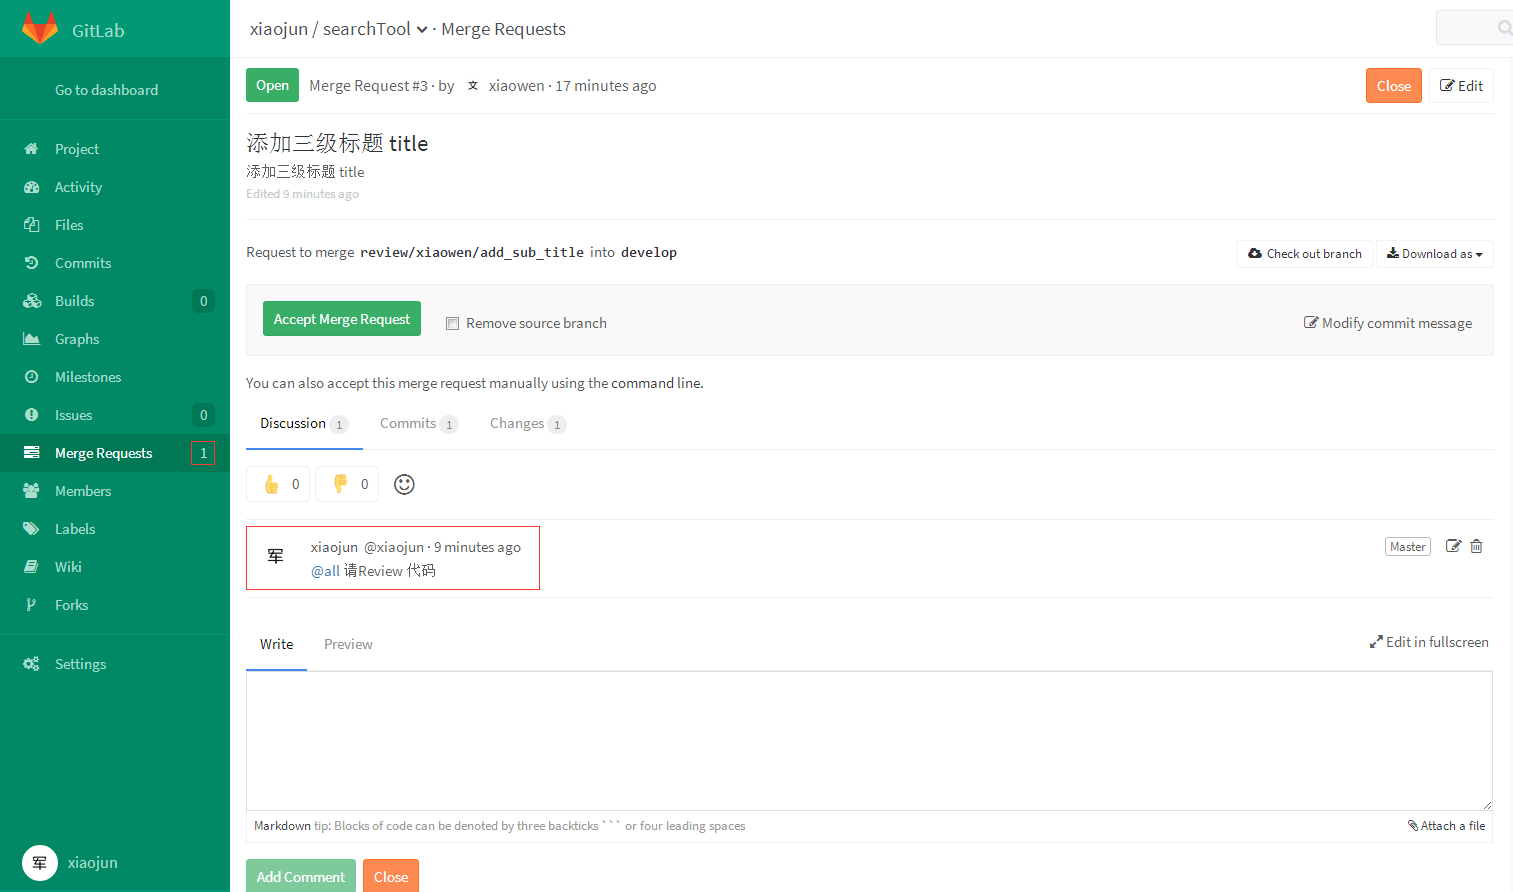 GitLab
xiaojun / searchTool · Merge Requests
Go to dashboard
Project
Activity
Files
Commits
Builds 0
Graphs
Milestones
Issues 0
Merge Requests 1
Members
Labels
Wiki
Forks
Settings
军 xiaojun
Open Merge Request #3 · by 文 xiaowen · 17 minutes ago Close Edit
添加三级标题 title
添加三级标题 title
Edited 9 minutes ago
Request to merge review/xiaowen/add_sub_title into develop Check out branch Download as
Accept Merge Request Remove source branch Modify commit message
You can also accept this merge request manually using the command line.
Discussion 1 Commits 1 Changes 1
0 0
军 xiaojun @xiaojun · 9 minutes ago Master
@all 请Review 代码
Write Preview Edit in fullscreen
Markdown tip: Blocks of code can be denoted by three backticks ``` or four leading spaces Attach a file
Add Comment Close